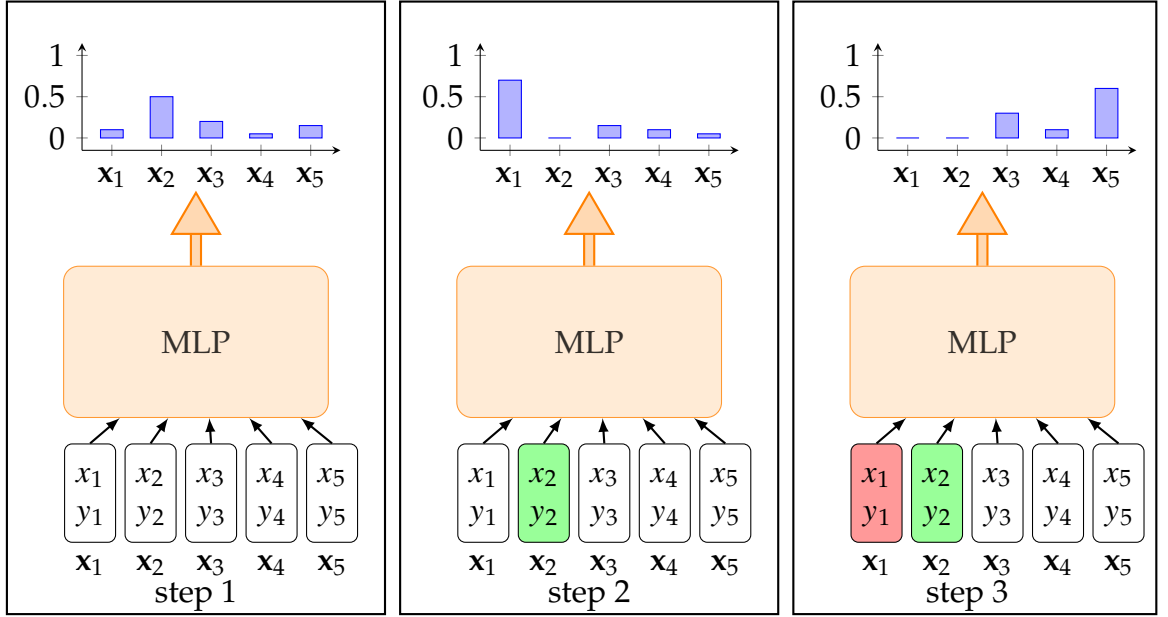 1
0.5
0
x₁ x₂ x₃ x₄ x₅
MLP
x₁ x₂ x₃ x₄ x₅
y₁ y₂ y₃ y₄ y₅
x₁ x₂ x₃ x₄ x₅
step 1
1
0.5
0
x₁ x₂ x₃ x₄ x₅
MLP
x₁ x₂ x₃ x₄ x₅
y₁ y₂ y₃ y₄ y₅
x₁ x₂ x₃ x₄ x₅
step 2
1
0.5
0
x₁ x₂ x₃ x₄ x₅
MLP
x₁ x₂ x₃ x₄ x₅
y₁ y₂ y₃ y₄ y₅
x₁ x₂ x₃ x₄ x₅
step 3